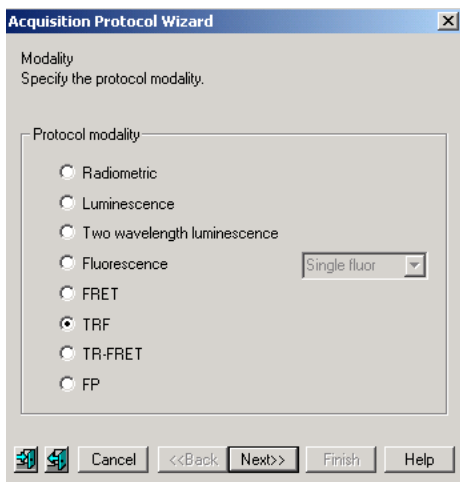 Acquisition Protocol Wizard
Modality
Specify the protocol modality.
Protocol modality
Radiometric
Luminescence
Two wavelength luminescence
Fluorescence Single fluor
FRET
TRF
TR-FRET
FP
Cancel <<Back Next>> Finish Help